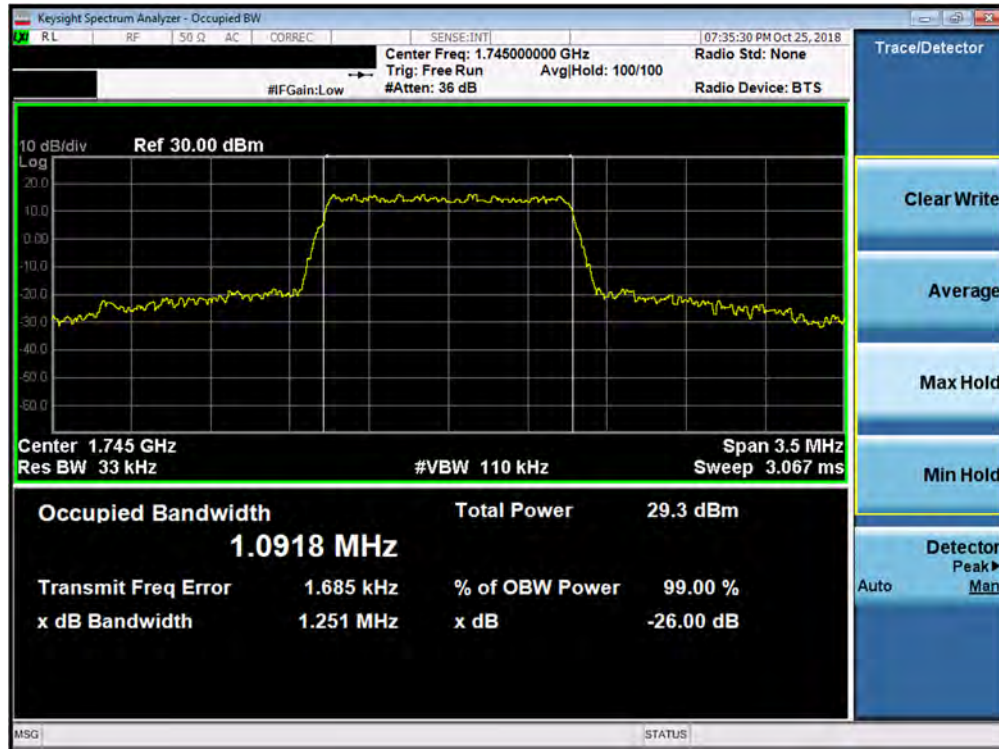 Keysight Spectrum Analyzer - Occupied BW
LXI RL RF 50 Ω AC CORREC SENSE:INT 07:35:30 PM Oct 25, 2018
Center Freq: 1.745000000 GHz Radio Std: None
Trig: Free Run Avg|Hold: 100/100
#IFGain:Low #Atten: 36 dB Radio Device: BTS
Trace/Detector
10 dB/div Ref 30.00 dBm
Log
20.0
10.0
0.00
-10.0
-20.0
-30.0
-40.0
-50.0
-60.0
Center 1.745 GHz Span 3.5 MHz
Res BW 33 kHz #VBW 110 kHz Sweep 3.067 ms
Clear Write
Average
Max Hold
Min Hold
Detector
Peak▶
Auto Man
Occupied Bandwidth Total Power 29.3 dBm
1.0918 MHz
Transmit Freq Error 1.685 kHz % of OBW Power 99.00 %
x dB Bandwidth 1.251 MHz x dB -26.00 dB
MSG STATUS